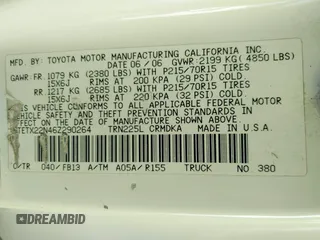 MFD. BY: TOYOTA MOTOR MANUFACTURING CALIFORNIA INC.
DATE 06/06 GVWR 2199 KG(4850 LBS)
GAWR:FR. 1079 KG (2380 LBS) WITH P215/70R15 TIRES
15X6J RIMS AT 200 KPA (29 PSI) COLD.
RR 1217 KG (2685 LBS) WITH P215/70R15 TIRES
15X6J RIMS AT 220 KPA (32 PSI) COLD.
THIS VEHICLE CONFORMS TO ALL APPLICABLE FEDERAL
MOTOR VEHICLE SAFETY AND THEFT PREVENTION STANDARDS
IN EFFECT ON THE DATE OF MANUFACTURE SHOWN ABOVE.
5TETX22N46Z290264 TRN225L CRMDKA MADE IN U.S.A.
C/TR 040/FB13 A/TM A05A/R155 TRUCK NO 380
DREAMBID